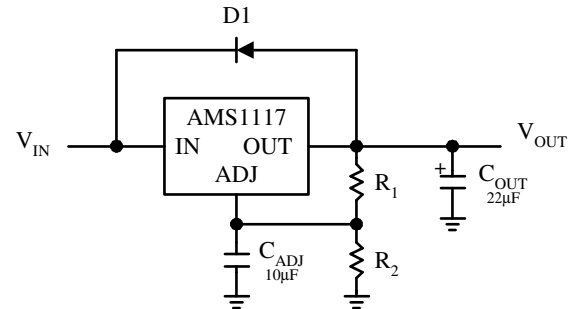 D1
AMS1117
V_IN IN OUT V_OUT
ADJ
+
R_1
C_OUT
22µF
C_ADJ
10µF
R_2